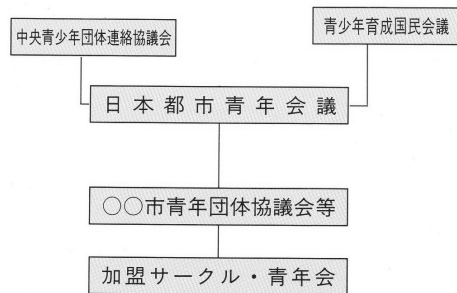 中央青少年団体連絡協議会
青少年育成国民会議
日本都市青年会議
○○市青年団体協議会等
加盟サークル・青年会